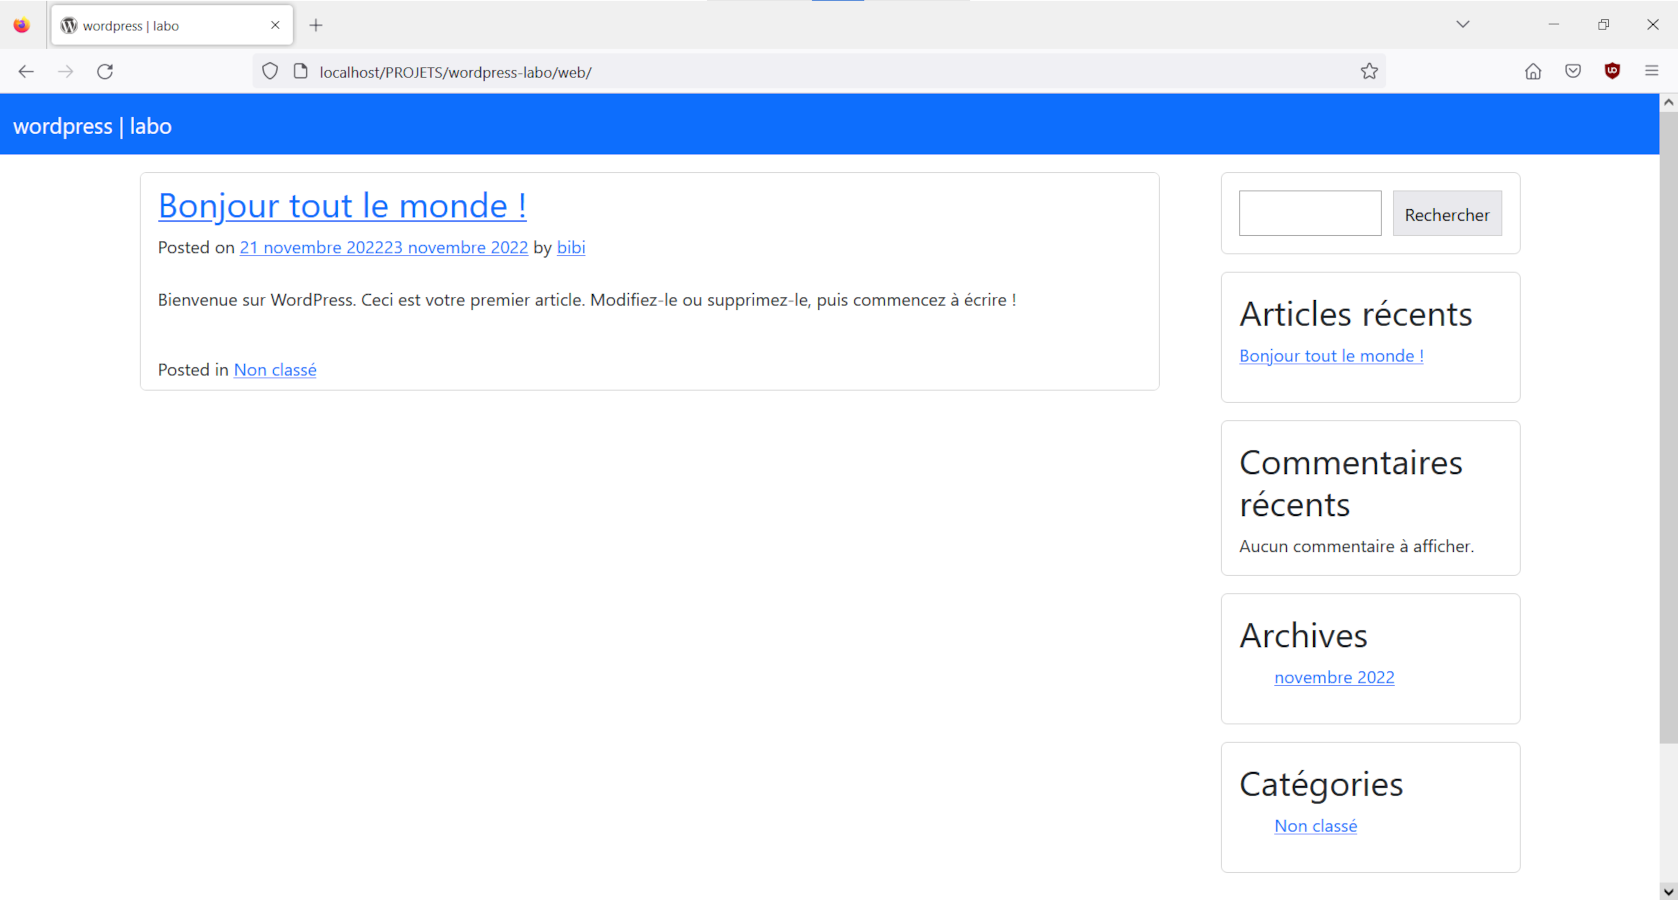 wordpress | labo
localhost/PROJETS/wordpress-labo/web/
wordpress | labo
Bonjour tout le monde !
Posted on 21 novembre 202223 novembre 2022 by bibi
Bienvenue sur WordPress. Ceci est votre premier article. Modifiez-le ou supprimez-le, puis commencez à écrire !
Posted in Non classé
Rechercher
Articles récents
Bonjour tout le monde !
Commentaires
récents
Aucun commentaire à afficher.
Archives
novembre 2022
Catégories
Non classé